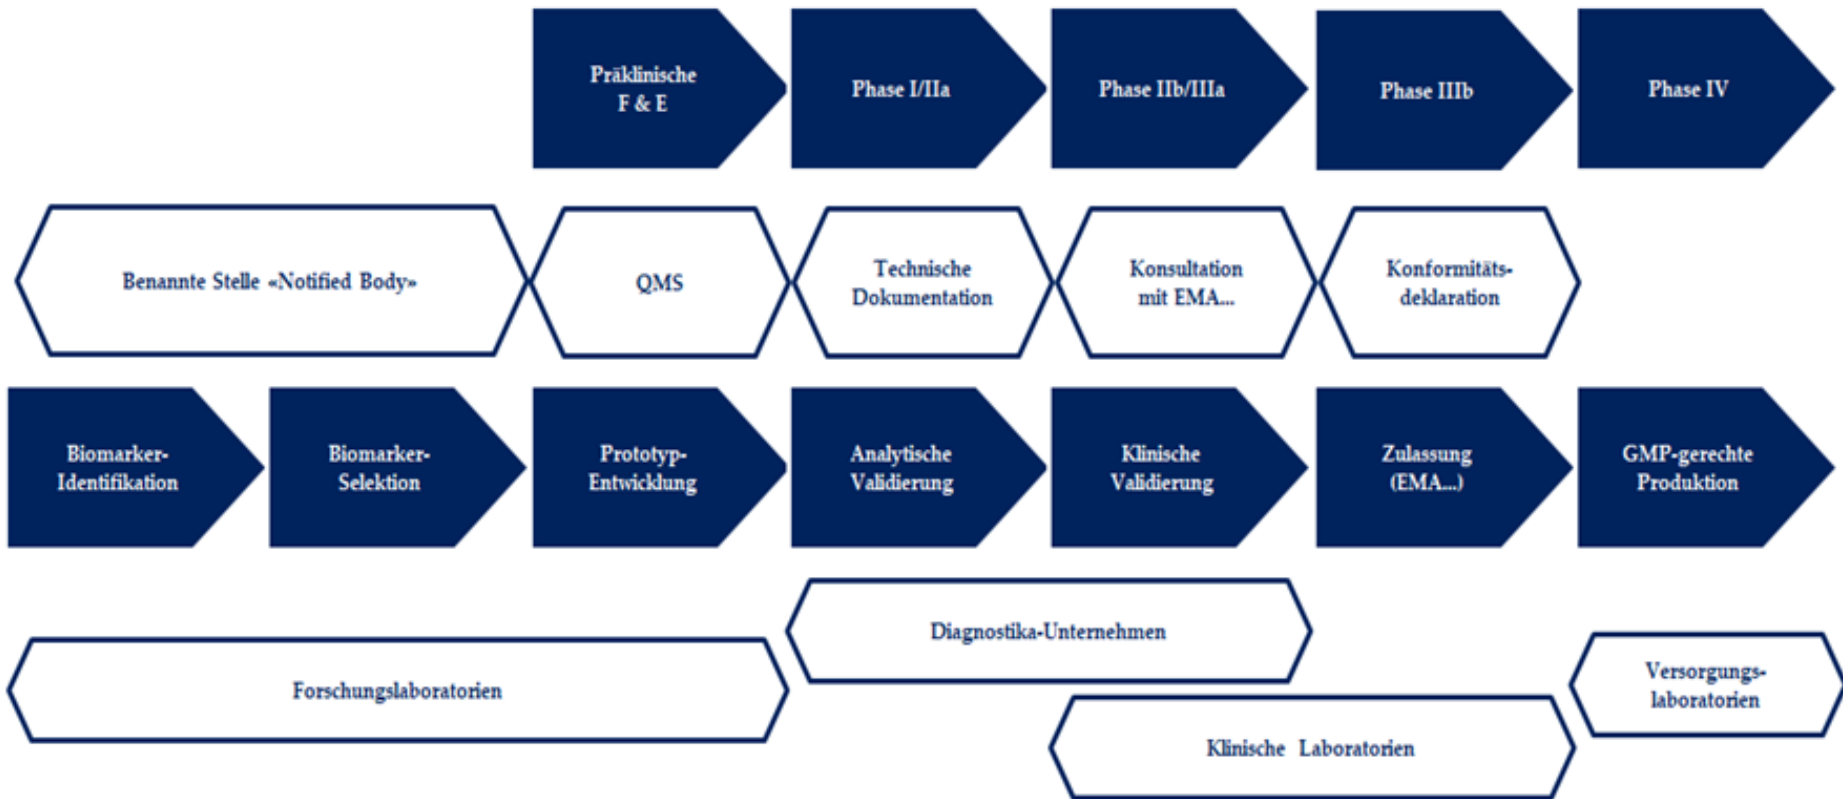 Präklinische
F & E
Phase I/IIa
Phase IIb/IIIa
Phase IIIb
Phase IV
Benannte Stelle «Notified Body»
QMS
Technische
Dokumentation
Konsultation
mit EMA...
Konformitäts-
deklaration
Biomarker-
Identifikation
Biomarker-
Selektion
Prototyp-
Entwicklung
Analytische
Validierung
Klinische
Validierung
Zulassung
(EMA...)
GMP-gerechte
Produktion
Diagnostika-Unternehmen
Forschungslaboratorien
Versorgungs-
laboratorien
Klinische Laboratorien